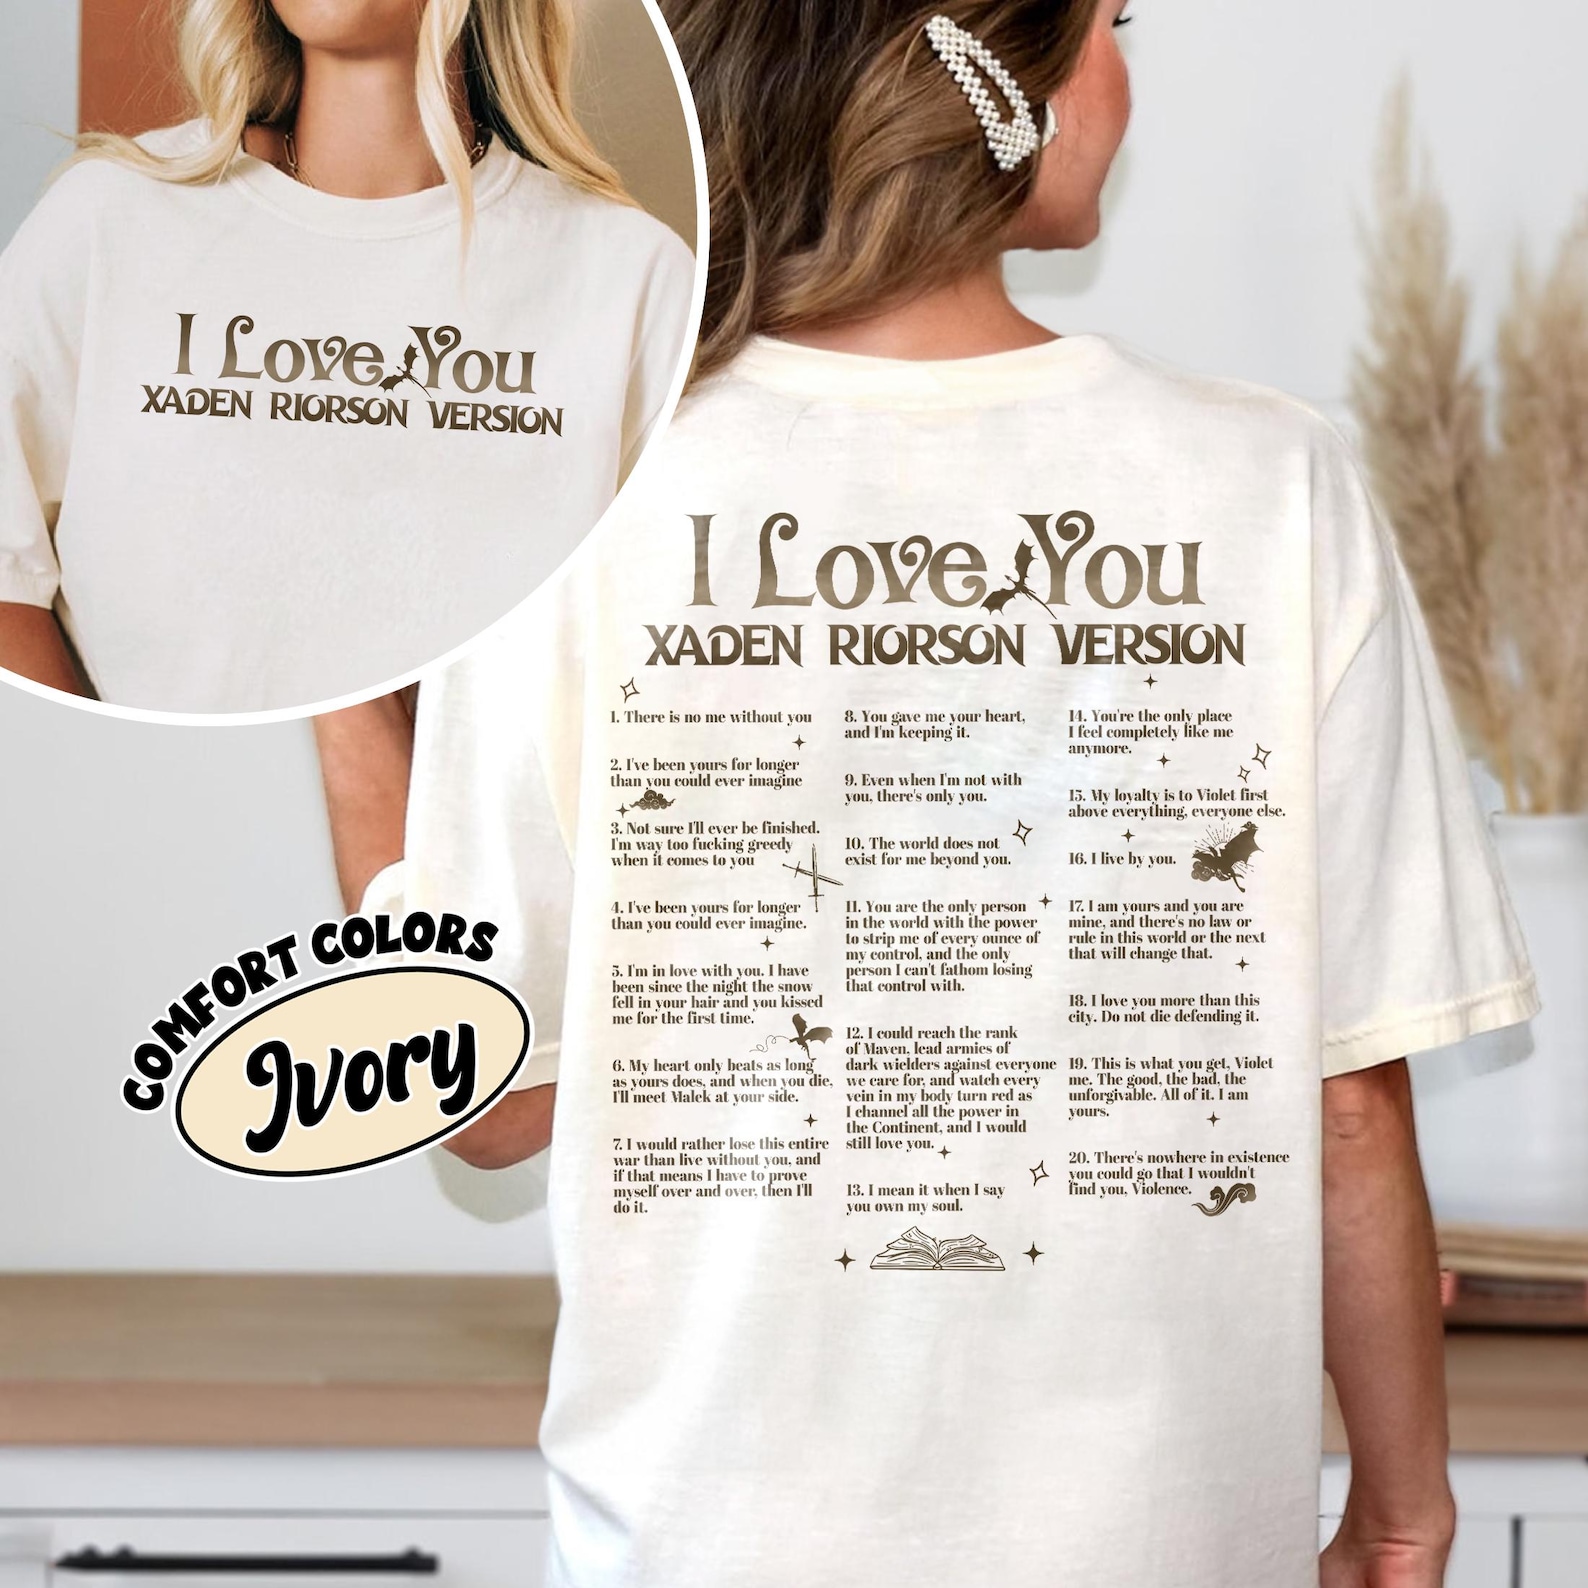 I Love You
XADEN RIORSON VERSION
I Love You
XADEN RIORSON VERSION
1. There is no me without you
2. I've been yours for longer
than you could ever imagine
3. Not sure I'll ever be finished.
I'm way too fucking greedy
when it comes to you
4. I've been yours for longer
than you could ever imagine.
5. I'm in love with you. I have
been since the night the snow
fell in your hair and you kissed
me for the first time.
6. My heart only beats as long
as yours does, and when you die,
I'll meet Malek at your side.
7. I would rather lose this entire
war than live without you, and
if that means I have to prove
myself over and over, then I'll
do it.
8. You gave me your heart,
and I'm keeping it.
9. Even when I'm not with
you, there's only you.
10. The world does not
exist for me beyond you.
11. You are the only person
in the world with the power
to strip me of every ounce of
my control, and the only
person I can't fathom losing
that control with.
12. I could reach the rank
of Maven, lead armies of
dark wielders against everyone
we care for, and watch every
vein in my body turn red as
I channel all the power in
the Continent, and I would
still love you.
13. I mean it when I say
you own my soul.
14. You're the only place
I feel completely like me
anymore.
15. My loyalty is to Violet first
above everything, everyone else.
16. I live by you.
17. I am yours and you are
mine, and there's no law or
rule in this world or the next
that will change that.
18. I love you more than this
city. Do not die defending it.
19. This is what you get, Violet
me. The good, the bad, the
unforgivable. All of it. I am
yours.
20. There's nowhere in existence
you could go that I wouldn't
find you, Violence.
COMFORT COLORS
Ivory